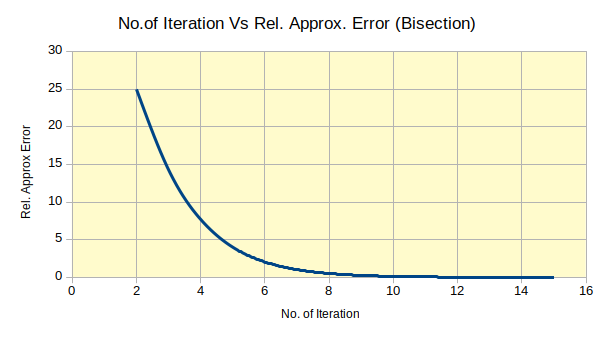 No.of Iteration Vs Rel. Approx. Error (Bisection)
30
25
20
15
10
5
0
Rel. Approx Error
0 2 4 6 8 10 12 14 16
No. of Iteration